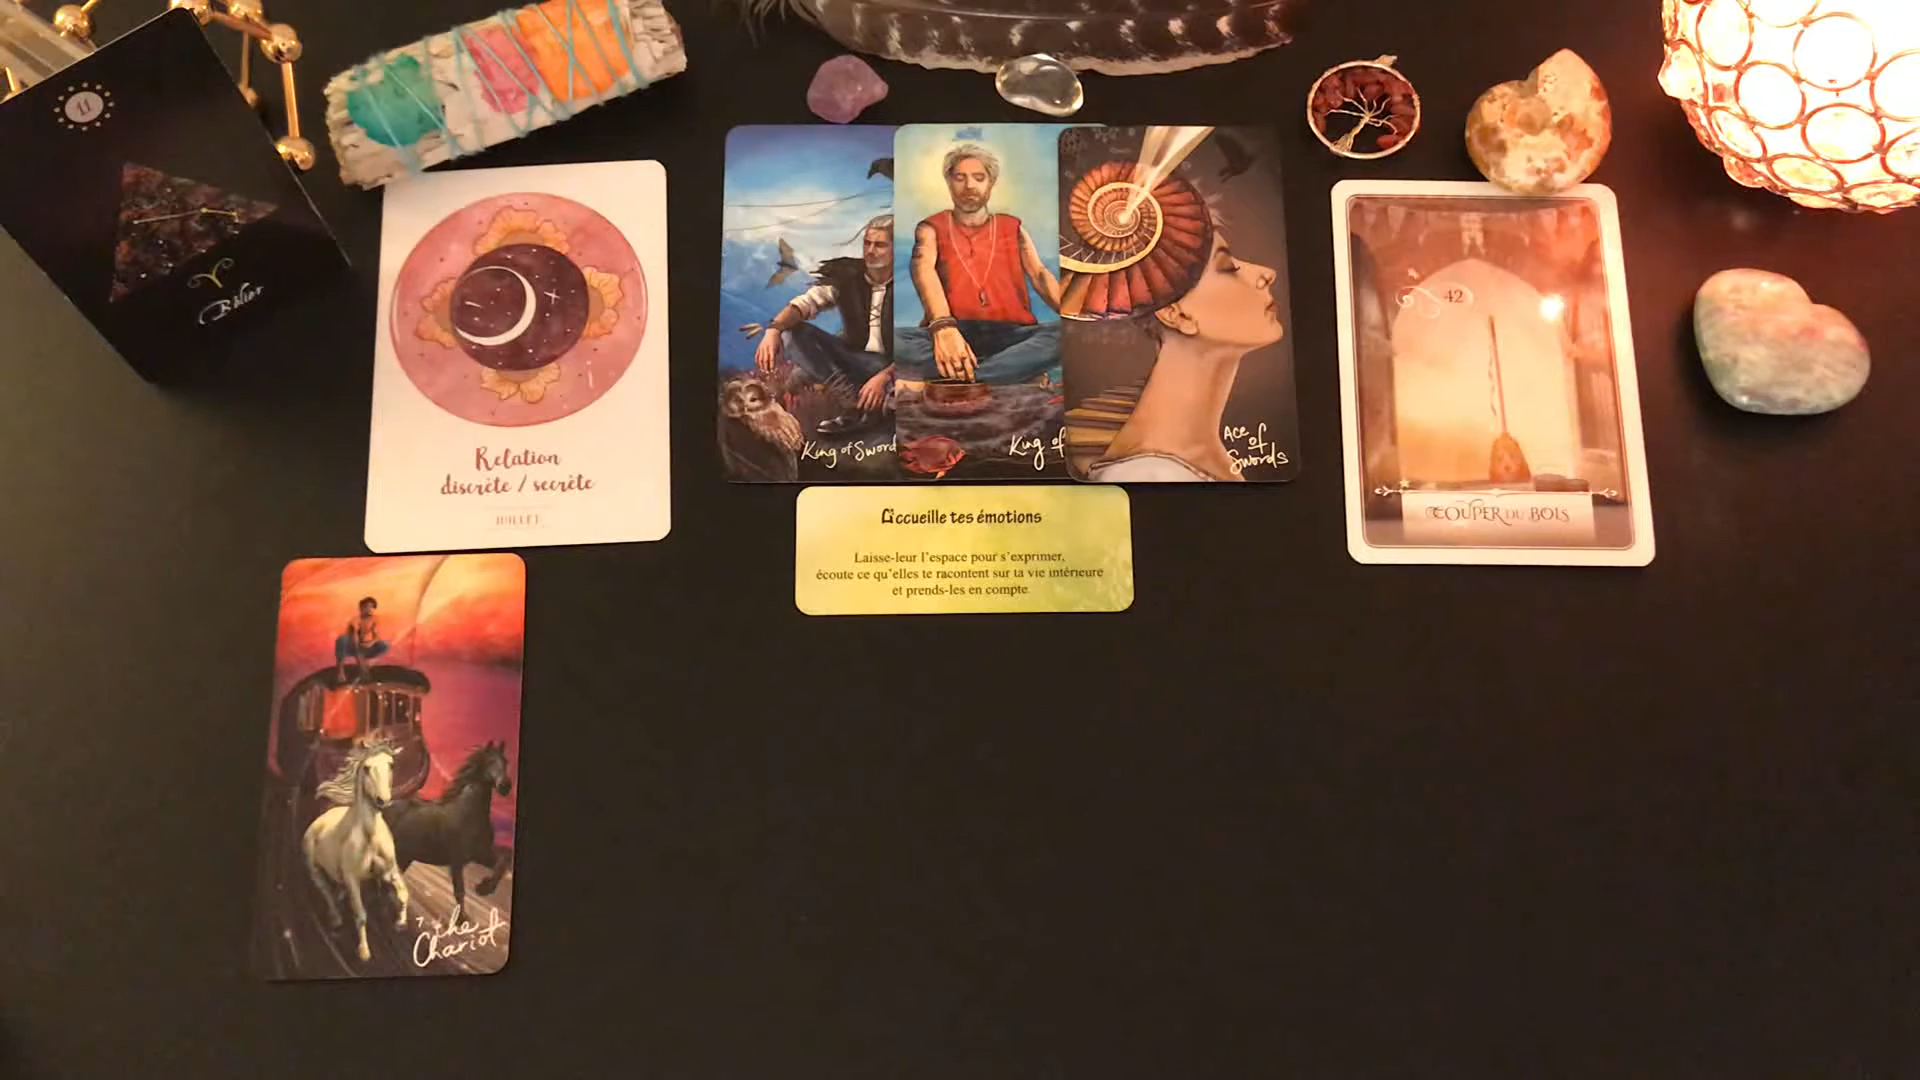 11
Bélier
Relation
discrète / secrète
JUILLET
King of Sword
King of
Ace
of
Swords
42
COUPER DU BOIS
Accueille tes émotions
Laisse-leur l'espace pour s'exprimer,
écoute ce qu'elles te racontent sur ta vie intérieure
et prends-les en compte.
7 the
Chariot